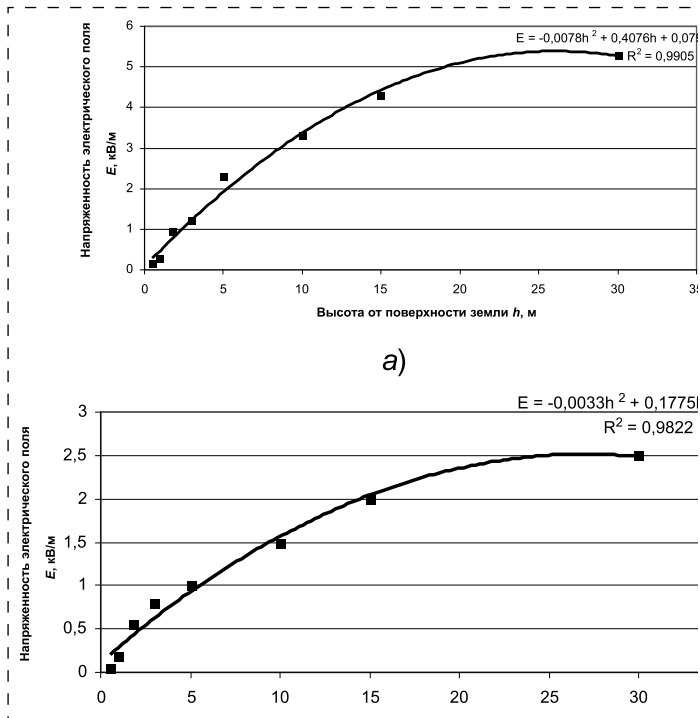 E = -0,0078h² + 0,4076h + 0,079
R² = 0,9905
Напряженность электрического поля
E, кВ/м
6
5
4
3
2
1
0
0 5 10 15 20 25 30 35
Высота от поверхности земли h, м
а)
E = -0,0033h² + 0,1775h
R² = 0,9822
Напряженность электрического поля
E, кВ/м
3
2,5
2
1,5
1
0,5
0
0 5 10 15 20 25 30